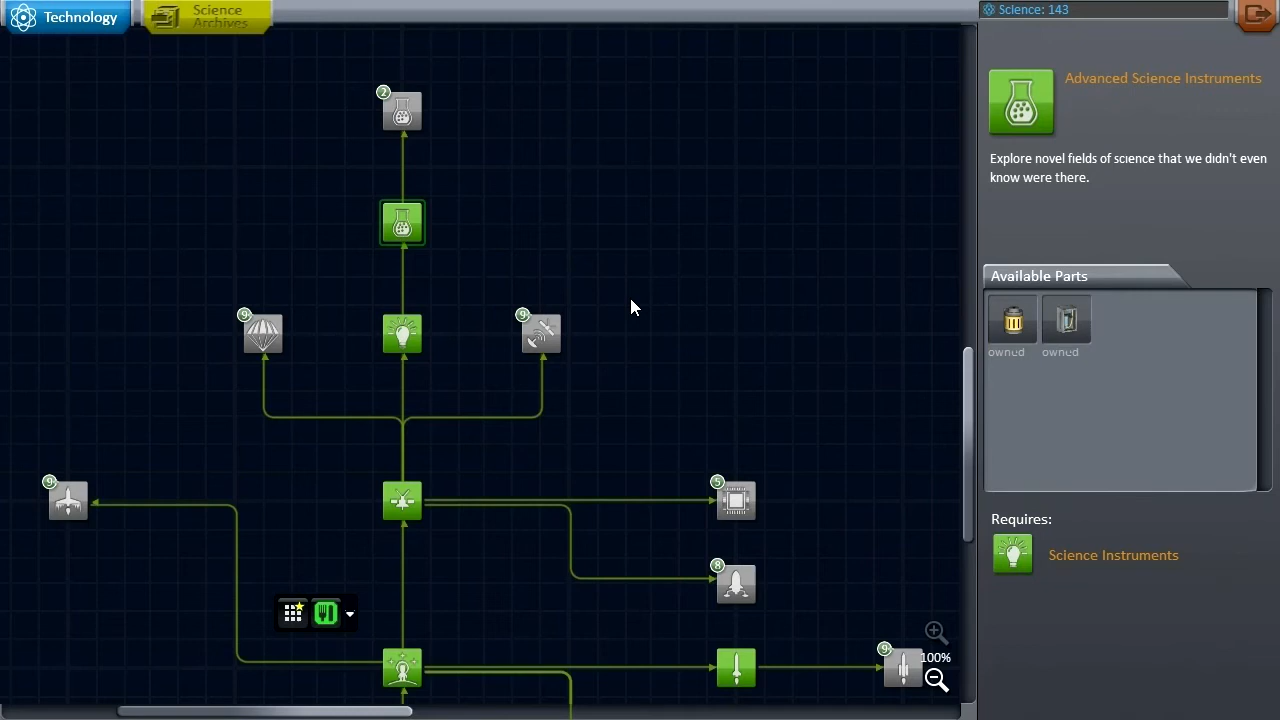 Technology
Science
Archives
Science: 143
Advanced Science Instruments
Explore novel fields of science that we didn't even
know were there.
Available Parts
owned
owned
Requires:
Science Instruments
2
9
9
9
5
8
9
100%